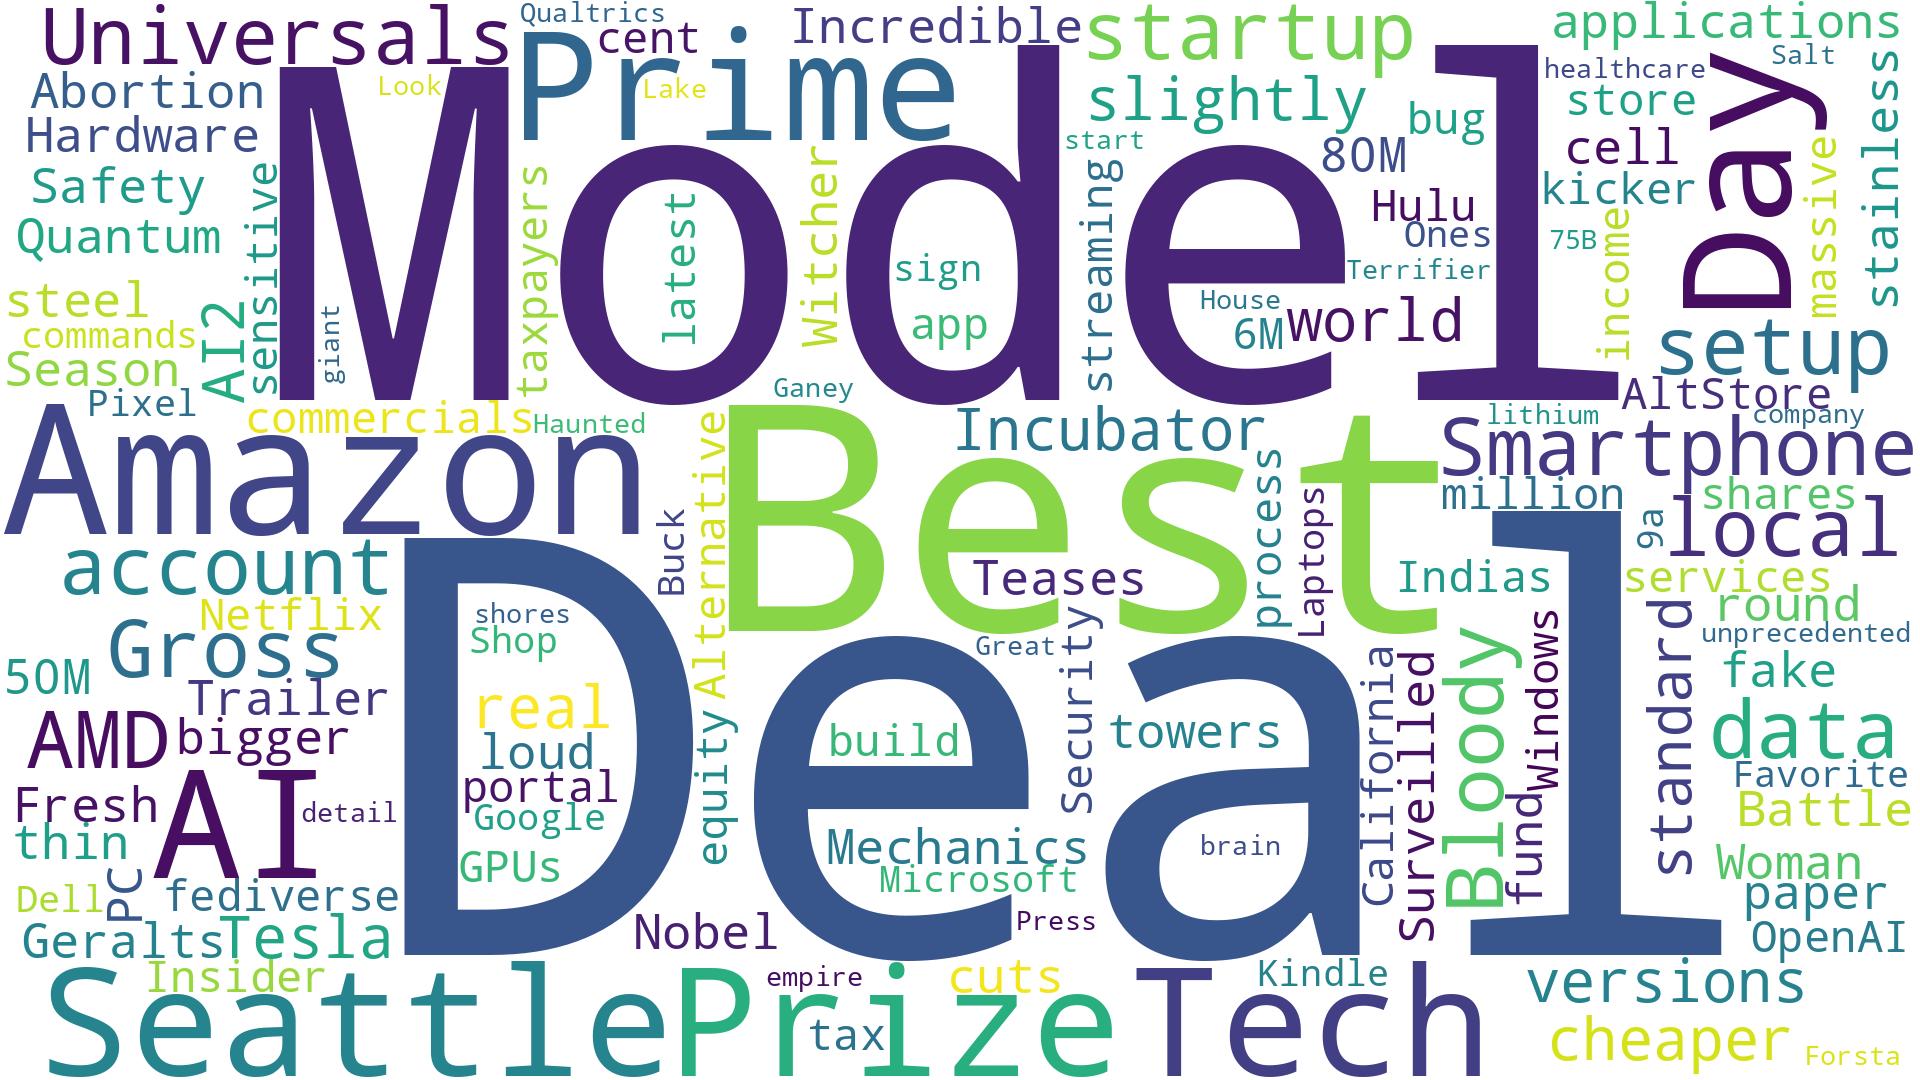 Universals
Qualtrics
cent
Incredible
startup
applications
Abortion
Look
Prime
Lake
slightly
healthcare
Salt
Day
Hardware
Model
start
bug
store
stainless
Safety
sensitive
taxpayers
latest
Witcher
streaming
80M
cell
massive
Quantum
sign
Hulu
kicker
Ones
75B
income
steel
AI2
giant
app
House
Terrifier
commands
6M
world
setup
Season
Pixel
Ganey
AltStore
Amazon
commercials
Haunted
Best
Incubator
lithium
company
Smartphone
Alternative
process
Laptops
million
shares
Buck
9a
local
account
Teases
Indias
services
Netflix
Deal
shores
Shop
Great
Security
standard
round
Gross
unprecedented
50M
Trailer
real
equity
build
towers
California
Surveilled
Bloody
Windows
fake
AMD
bigger
loud
data
AI
portal
fund
Favorite
Fresh
detail
Google
Mechanics
brain
Battle
thin
GPUs
Microsoft
Woman
Dell
PC
fediverse
paper
Geralts
Tesla
Nobel
Press
OpenAI
Insider
empire
cuts
Kindle
versions
Seattle
Prize
Tech
tax
cheaper
Forsta